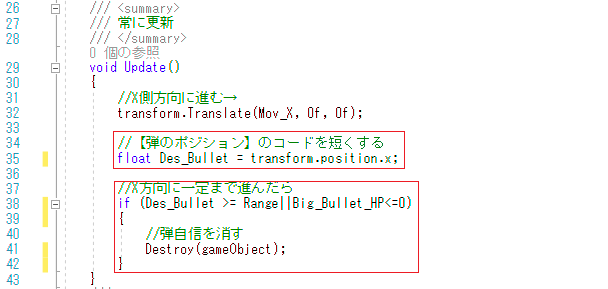 26 /// <summary>
27 /// 常に更新
28 /// </summary>
0 個の参照
29 void Update()
30 {
31 //X側方向に進む→
32 transform.Translate(Mov_X, 0f, 0f);
33
34 //【弾のポジション】のコードを短くする
35 float Des_Bullet = transform.position.x;
36
37 //X方向に一定まで進んだら
38 if (Des_Bullet >= Range||Big_Bullet_HP<=0)
39 {
40 //弾自信を消す
41 Destroy(gameObject);
42 }
43 }